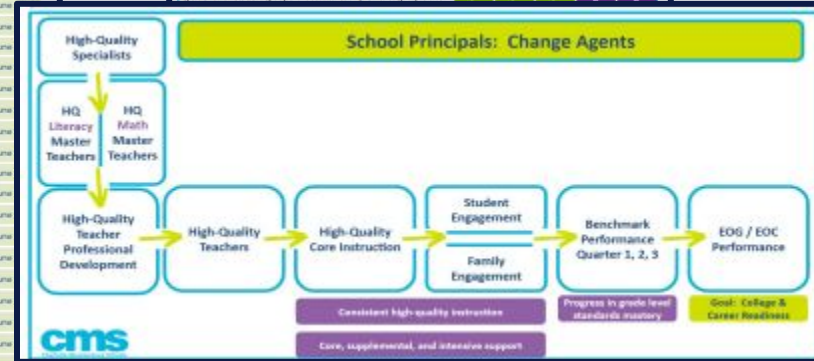 High-Quality
Specialists
School Principals: Change Agents
HQ
Literacy
Master
Teachers
HQ
Math
Master
Teachers
High-Quality
Teacher
Professional
Development
High-Quality
Teachers
High-Quality
Core Instruction
Student
Engagement
Family
Engagement
Benchmark
Performance
Quarter 1, 2, 3
EOG / EOC
Performance
Consistent high-quality instruction
Core, supplemental, and intensive support
Progress in grade level
standards mastery
Goal: College &
Career Readiness
cms